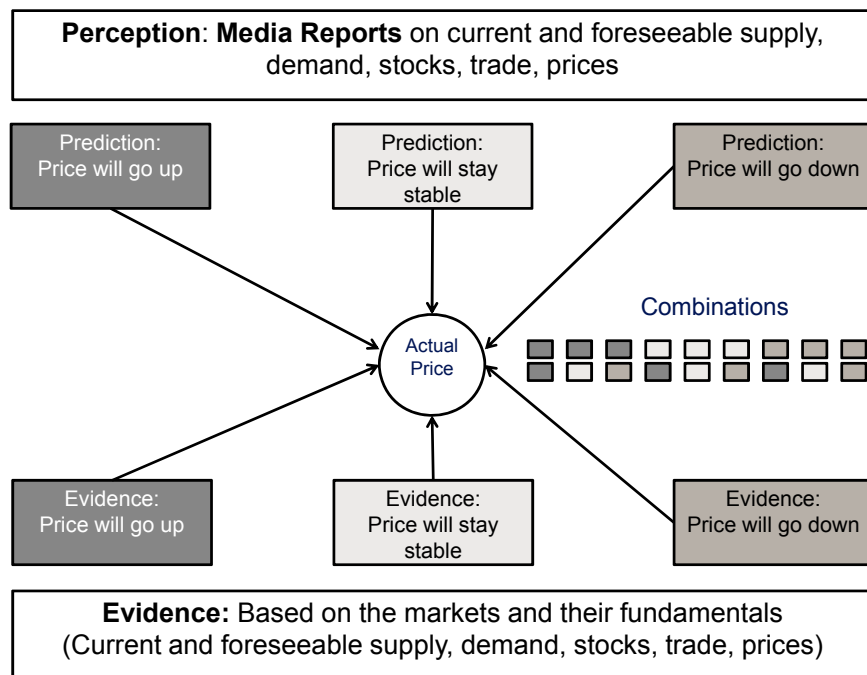 Perception: Media Reports on current and foreseeable supply,
demand, stocks, trade, prices
Prediction:
Price will go up
Prediction:
Price will stay
stable
Prediction:
Price will go down
Combinations
Actual
Price
Evidence:
Price will go up
Evidence:
Price will stay
stable
Evidence:
Price will go down
Evidence: Based on the markets and their fundamentals
(Current and foreseeable supply, demand, stocks, trade, prices)